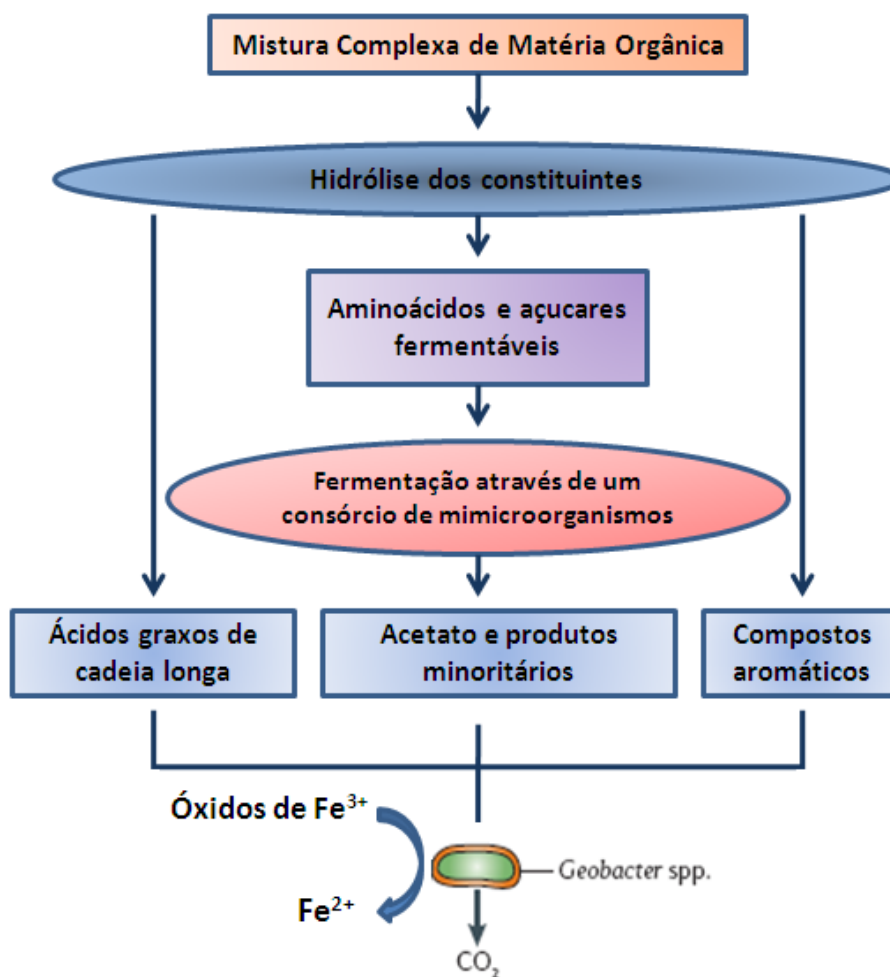 Mistura Complexa de Matéria Orgânica
Hidrólise dos constituintes
Aminoácidos e açucares
fermentáveis
Fermentação através de um
consórcio de mimicroorganismos
Ácidos graxos de
cadeia longa
Acetato e produtos
minoritários
Compostos
aromáticos
Óxidos de Fe³⁺
Geobacter spp.
Fe²⁺
CO₂